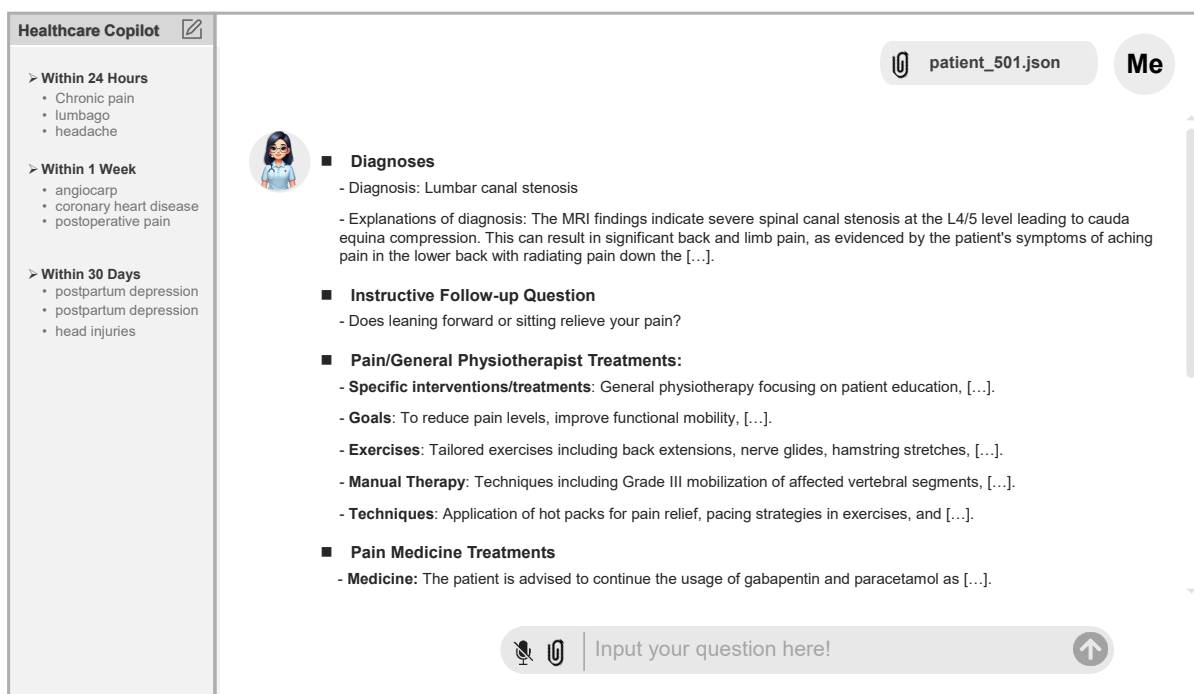 Healthcare Copilot
Within 24 Hours
• Chronic pain
• lumbago
• headache
Within 1 Week
• angiocarp
• coronary heart disease
• postoperative pain
Within 30 Days
• postpartum depression
• postpartum depression
• head injuries
patient_501.json
Me
■ Diagnoses
- Diagnosis: Lumbar canal stenosis
- Explanations of diagnosis: The MRI findings indicate severe spinal canal stenosis at the L4/5 level leading to cauda
equina compression. This can result in significant back and limb pain, as evidenced by the patient's symptoms of aching
pain in the lower back with radiating pain down the […].
■ Instructive Follow-up Question
- Does leaning forward or sitting relieve your pain?
■ Pain/General Physiotherapist Treatments:
- Specific interventions/treatments: General physiotherapy focusing on patient education, […].
- Goals: To reduce pain levels, improve functional mobility, […].
- Exercises: Tailored exercises including back extensions, nerve glides, hamstring stretches, […].
- Manual Therapy: Techniques including Grade III mobilization of affected vertebral segments, […].
- Techniques: Application of hot packs for pain relief, pacing strategies in exercises, and […].
■ Pain Medicine Treatments
- Medicine: The patient is advised to continue the usage of gabapentin and paracetamol as […].
Input your question here!